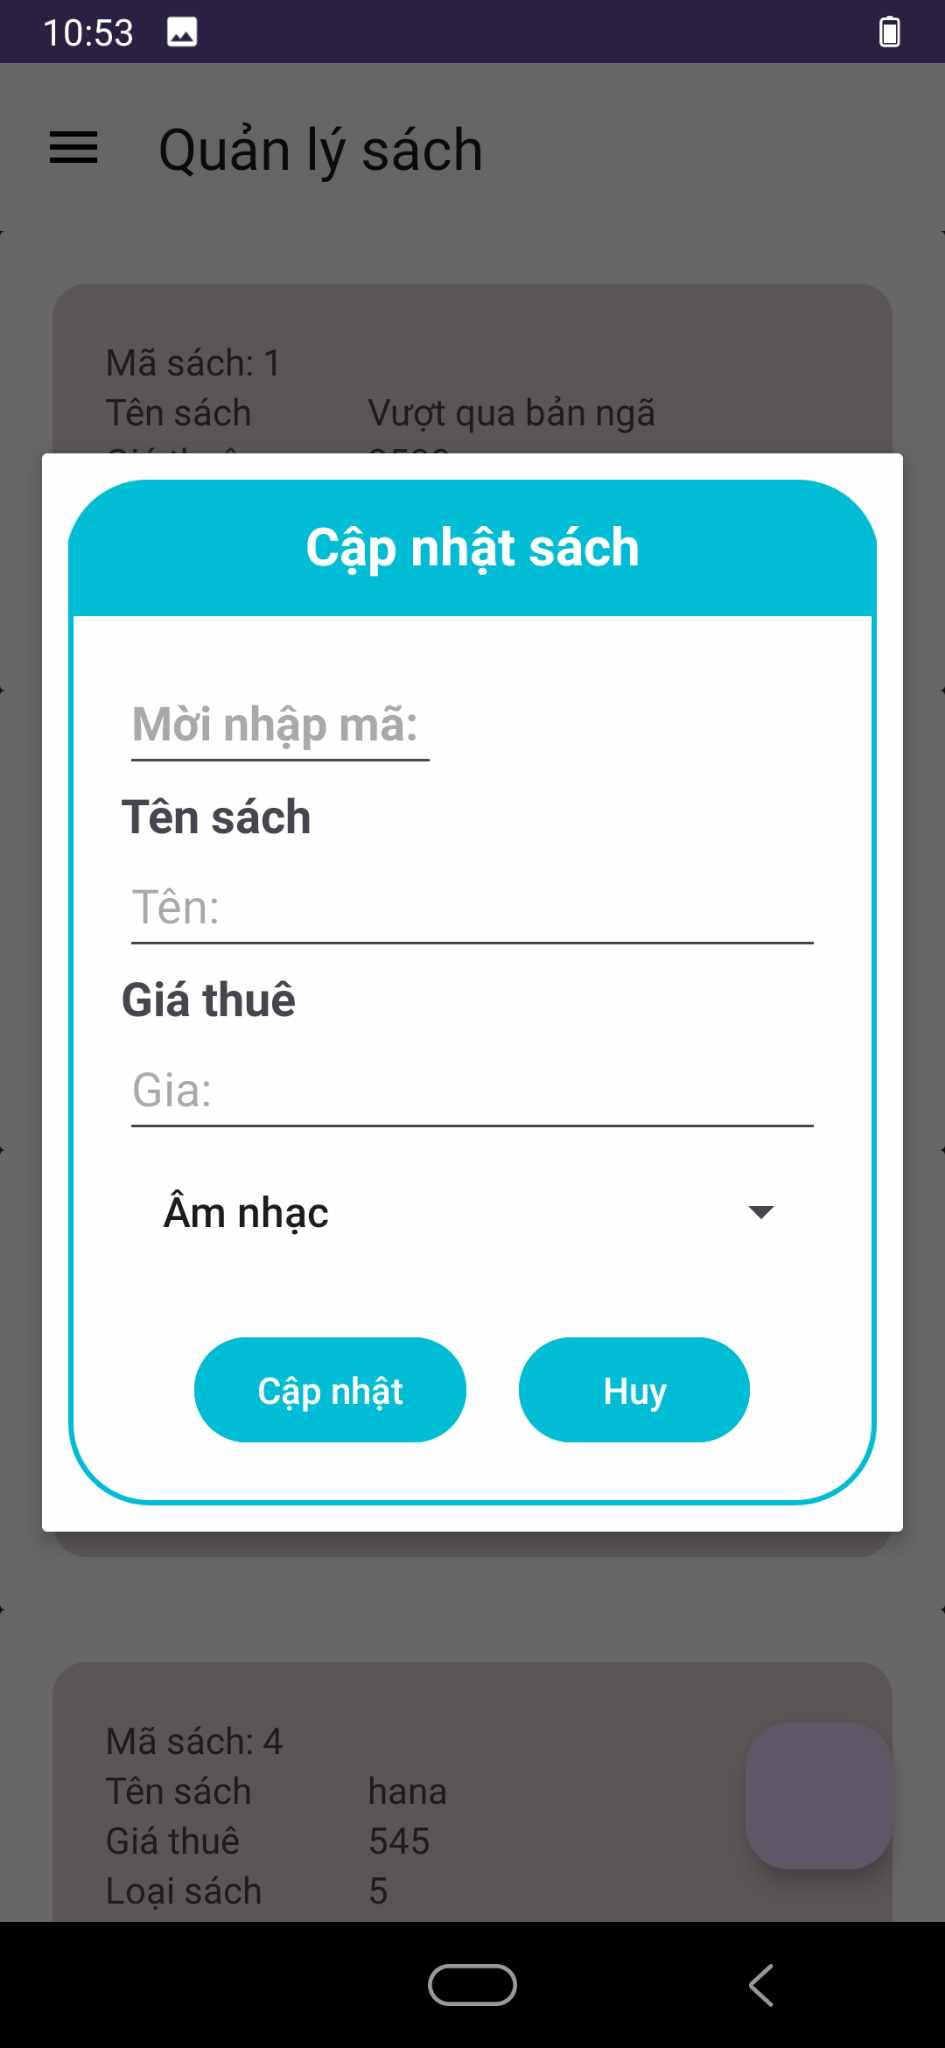 10:53
Quản lý sách
Mã sách: 1
Tên sách Vượt qua bản ngã
Cập nhật sách
Mời nhập mã:
Tên sách
Tên:
Giá thuê
Gia:
Âm nhạc
Cập nhật Huy
Mã sách: 4
Tên sách hana
Giá thuê 545
Loại sách 5